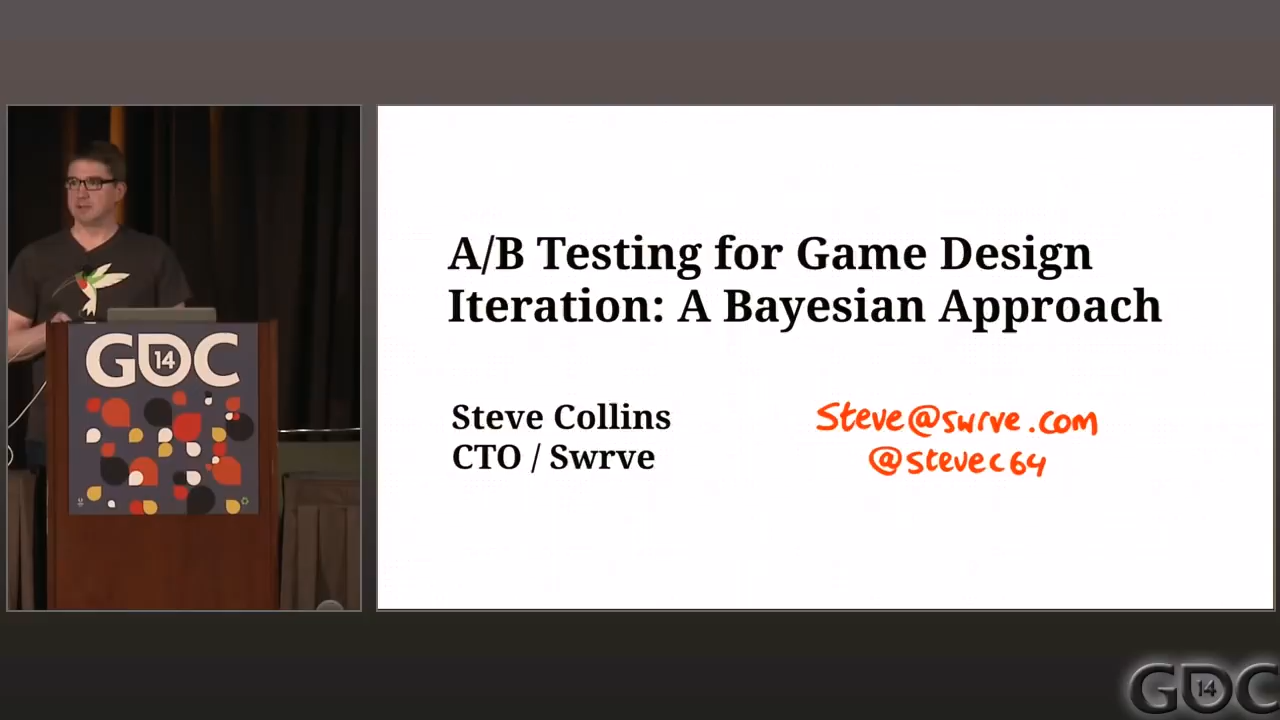 A/B Testing for Game Design
Iteration: A Bayesian Approach
Steve Collins
CTO / Swrve
Steve@swrve.com
@stevec64
GDC
14
GDC
14